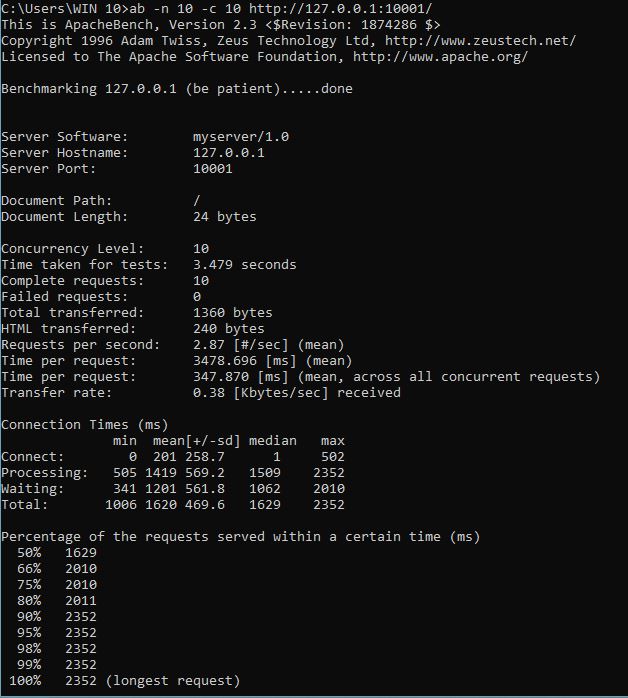 C:\Users\WIN 10>ab -n 10 -c 10 http://127.0.0.1:10001/
This is ApacheBench, Version 2.3 <$Revision: 1874286 $>
Copyright 1996 Adam Twiss, Zeus Technology Ltd, http://www.zeustech.net/
Licensed to The Apache Software Foundation, http://www.apache.org/

Benchmarking 127.0.0.1 (be patient).....done


Server Software:        myserver/1.0
Server Hostname:        127.0.0.1
Server Port:            10001

Document Path:          /
Document Length:        24 bytes

Concurrency Level:      10
Time taken for tests:   3.479 seconds
Complete requests:      10
Failed requests:        0
Total transferred:      1360 bytes
HTML transferred:       240 bytes
Requests per second:    2.87 [#/sec] (mean)
Time per request:       3478.696 [ms] (mean)
Time per request:       347.870 [ms] (mean, across all concurrent requests)
Transfer rate:          0.38 [Kbytes/sec] received

Connection Times (ms)
              min  mean[+/-sd] median   max
Connect:        0  201 258.7      1     502
Processing:   505 1419 569.2   1509    2352
Waiting:      341 1201 561.8   1062    2010
Total:       1006 1620 469.6   1629    2352

Percentage of the requests served within a certain time (ms)
  50%   1629
  66%   2010
  75%   2010
  80%   2011
  90%   2352
  95%   2352
  98%   2352
  99%   2352
 100%   2352 (longest request)